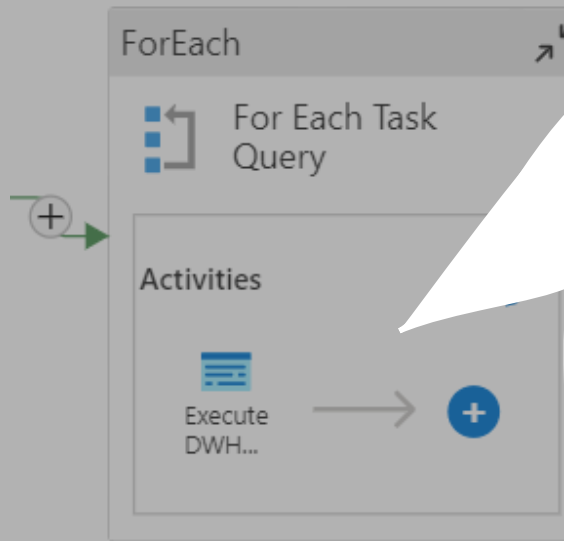 ForEach
For Each Task
Query
Activities
Execute
DWH...